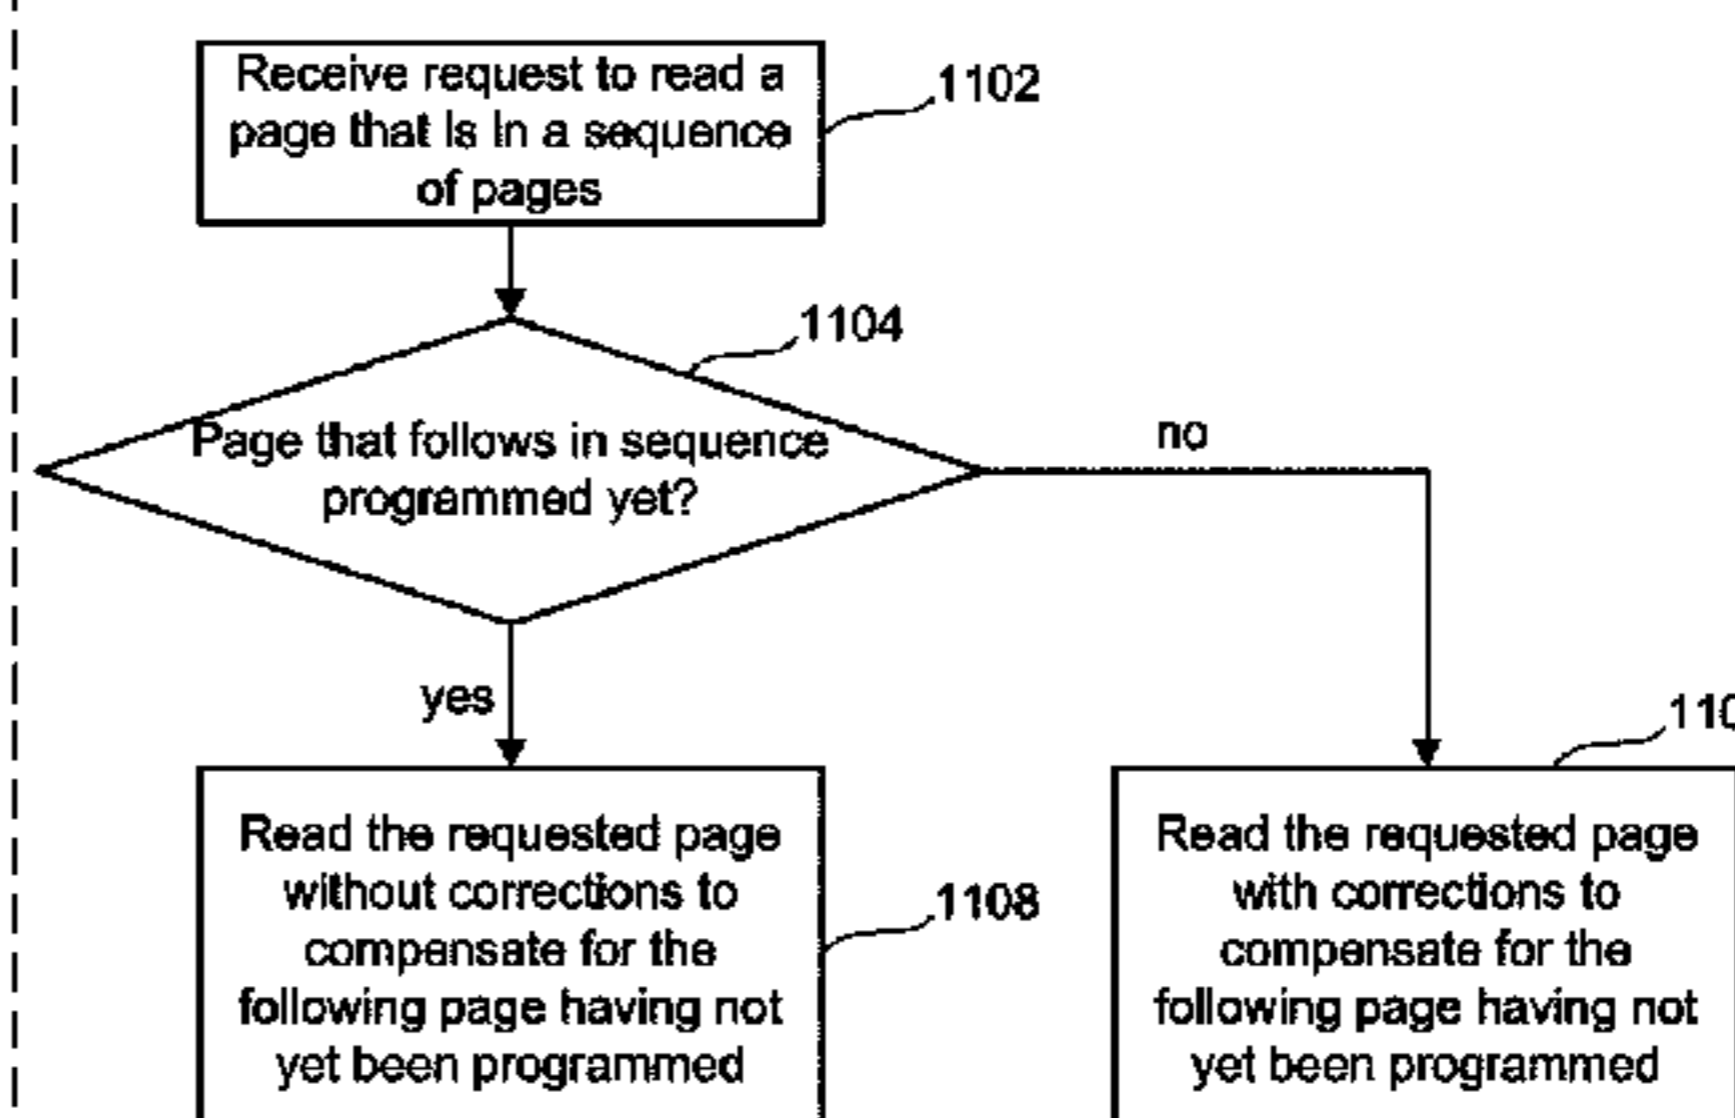 Receive request to read a
page that is in a sequence
of pages
1102
1104
Page that follows in sequence
programmed yet?
no
yes
Read the requested page
without corrections to
compensate for the
following page having not
yet been programmed
1108
Read the requested page
with corrections to
compensate for the
following page having not
yet been programmed